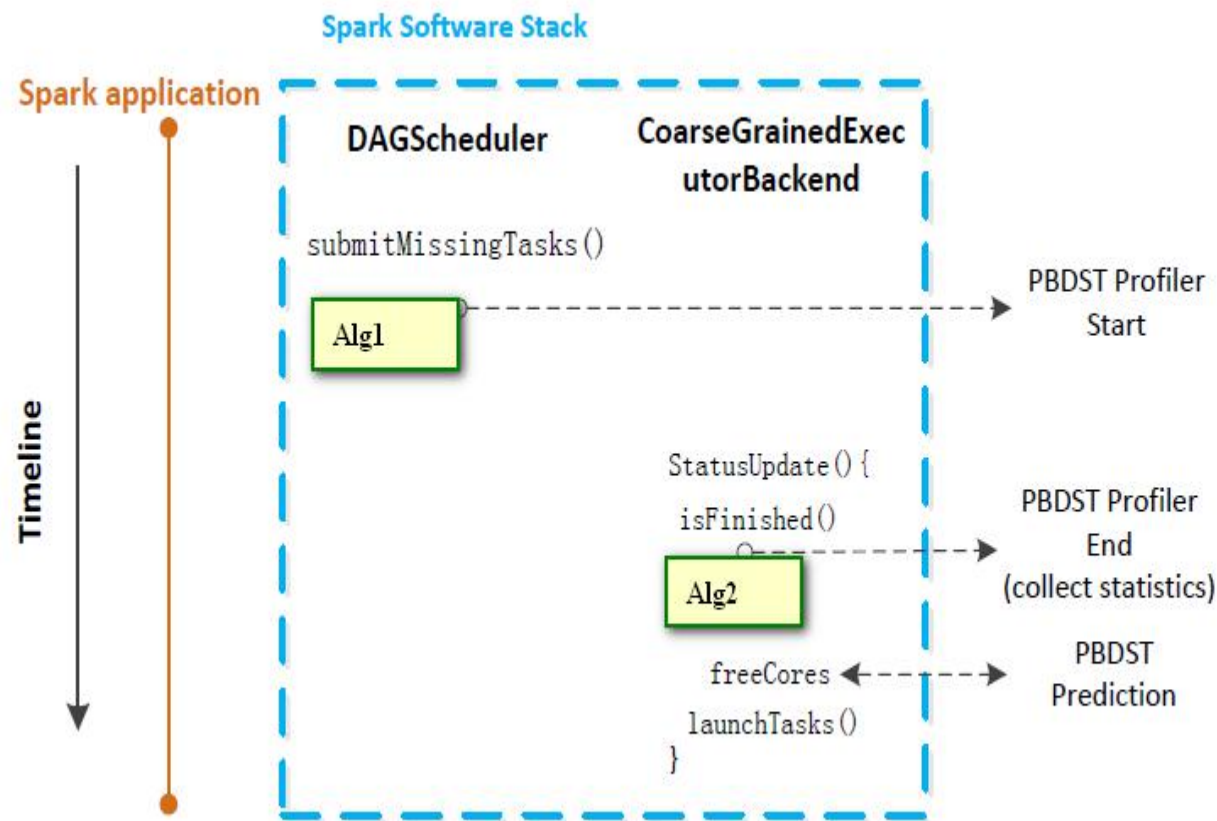 Spark Software Stack
Spark application
DAGScheduler
CoarseGrainedExec
utorBackend
submitMissingTasks()
Alg1
PBDST Profiler
Start
Timeline
StatusUpdate(){
isFinished()
Alg2
PBDST Profiler
End
(collect statistics)
freeCores
PBDST
Prediction
launchTasks()
}